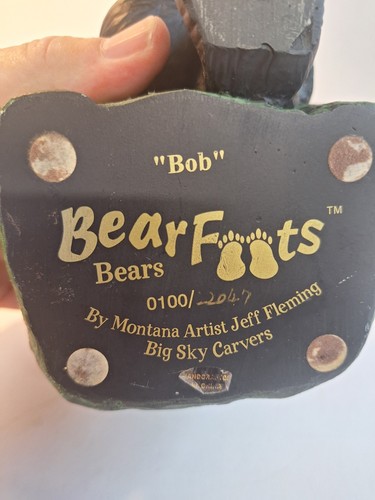 "Bob"
BearFoots™
Bears
0100/2047
By Montana Artist Jeff Fleming
Big Sky Carvers